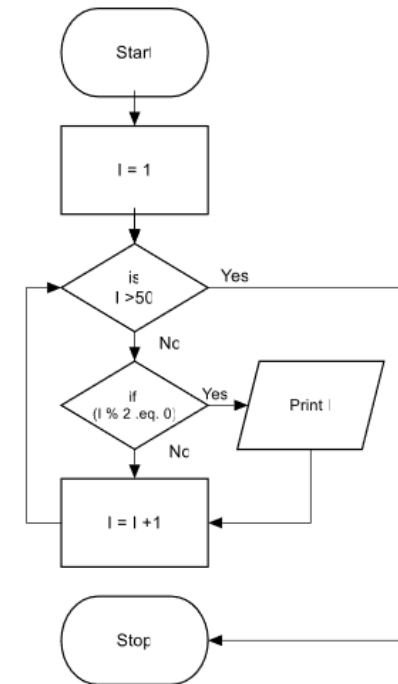 Start
I = 1
is
I >50
Yes
No
if
(I % 2 .eq. 0)
Yes
Print I
No
I = I +1
Stop